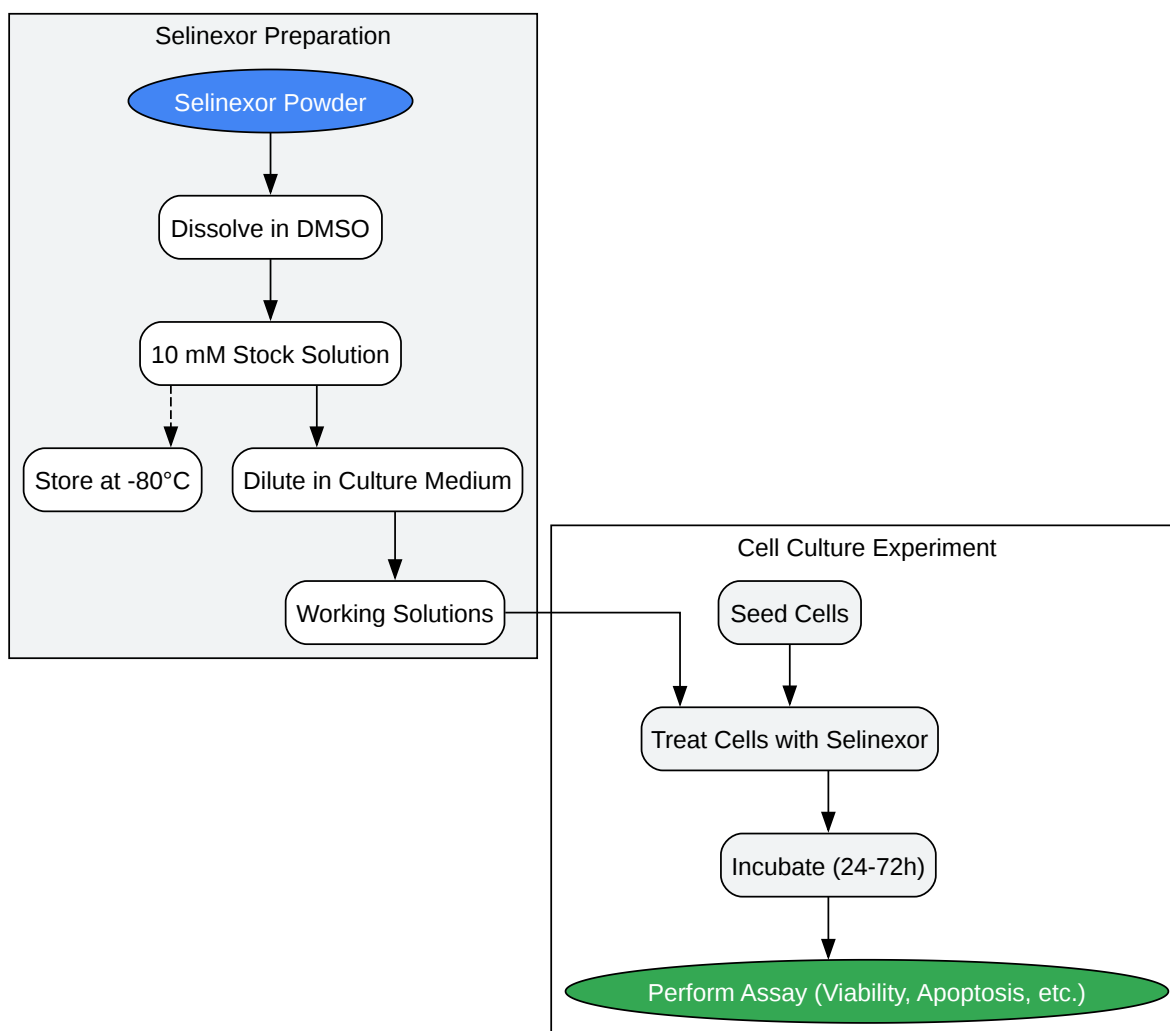 Selinexor Preparation
Selinexor Powder
Dissolve in DMSO
10 mM Stock Solution
Store at -80°C
Dilute in Culture Medium
Working Solutions
Cell Culture Experiment
Seed Cells
Treat Cells with Selinexor
Incubate (24-72h)
Perform Assay (Viability, Apoptosis, etc.)